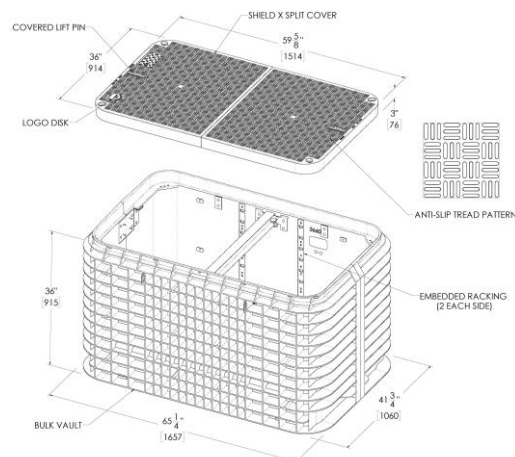 SHIELD X SPLIT COVER
COVERED LIFT PIN
59 5/8"
[1514]
36"
914
3"
76
LOGO DISK
ANTI-SLIP TREAD PATTERN
EMBEDDED RACKING
(2 EACH SIDE)
36"
915
41 3/4"
[1060]
65 1/4"
[1657]
BULK VAULT